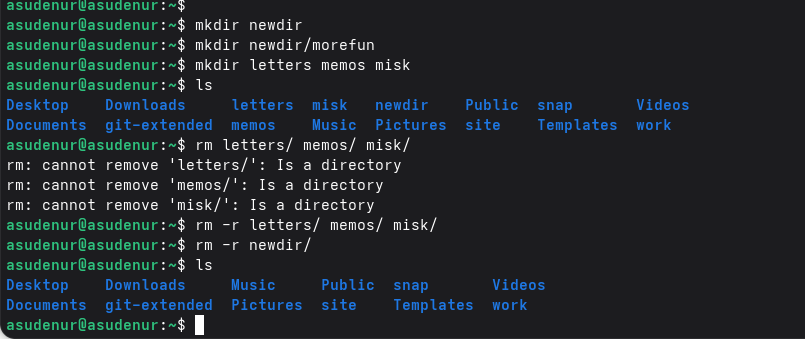 asudenur@asudenur:~$
asudenur@asudenur:~$ mkdir newdir
asudenur@asudenur:~$ mkdir newdir/morefun
asudenur@asudenur:~$ mkdir letters memos misk
asudenur@asudenur:~$ ls
Desktop Downloads letters misk newdir Public snap Videos
Documents git-extended memos Music Pictures site Templates work
asudenur@asudenur:~$ rm letters/ memos/ misk/
rm: cannot remove 'letters/': Is a directory
rm: cannot remove 'memos/': Is a directory
rm: cannot remove 'misk/': Is a directory
asudenur@asudenur:~$ rm -r letters/ memos/ misk/
asudenur@asudenur:~$ rm -r newdir/
asudenur@asudenur:~$ ls
Desktop Downloads Music Public snap Videos
Documents git-extended Pictures site Templates work
asudenur@asudenur:~$